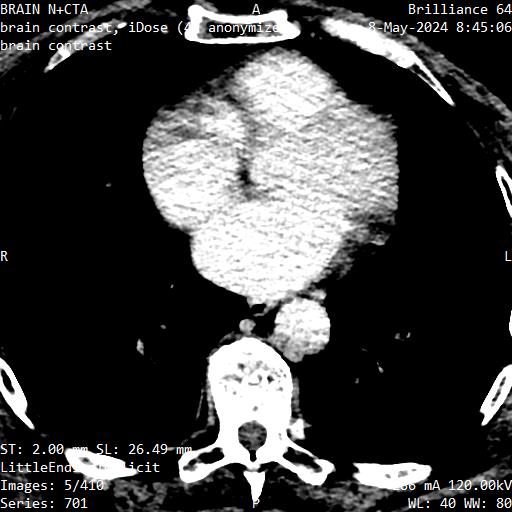 BRAIN N+CTA
A
Brilliance 64
brain contrast, iDose (4) anonymize
8-May-2024 8:45:06
brain contrast
R
L
ST: 2.00 mm SL: 26.49 mm
Images: 5/410
mA 120.00kV
Series: 701
P
WL: 40 WW: 80